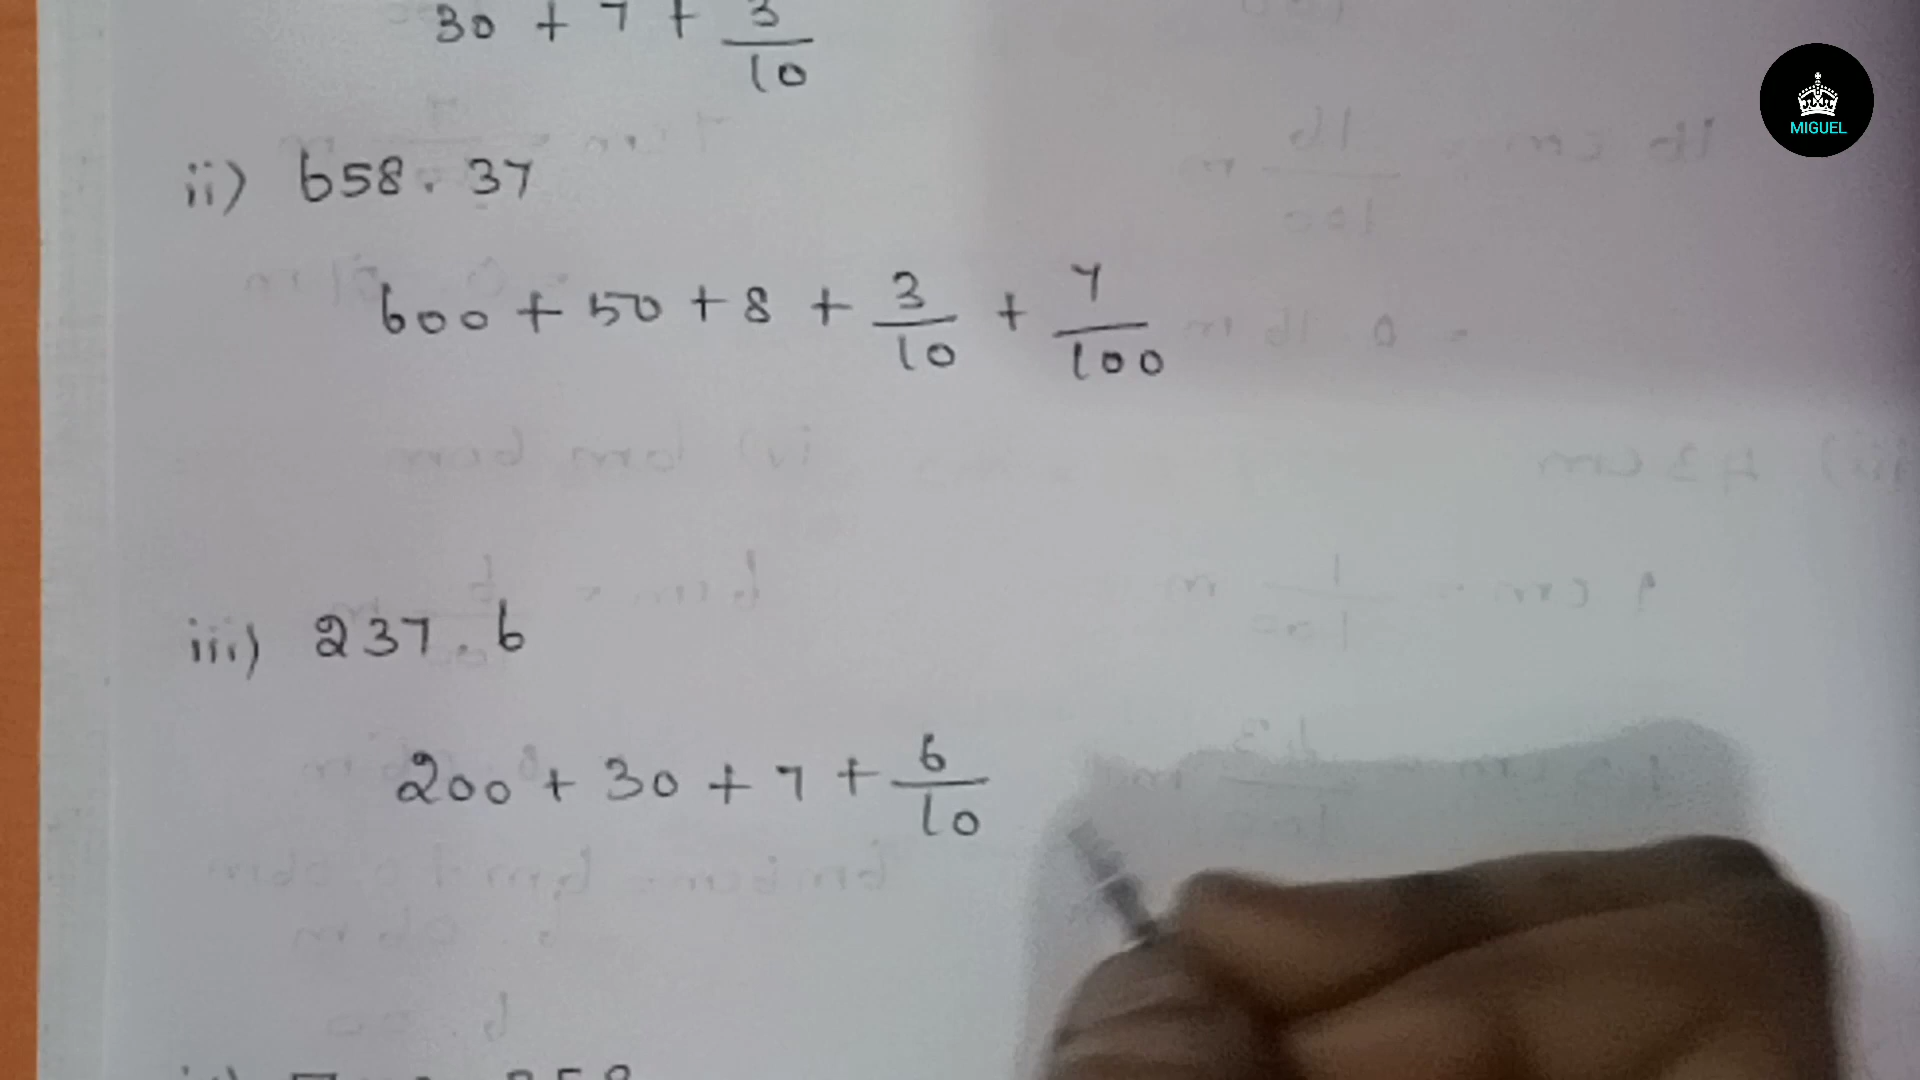 30 + 7 + 3/10
MIGUEL
ii) 658.37
600 + 50 + 8 + 3/10 + 7/100
iii) 237.6
200 + 30 + 7 + 6/10